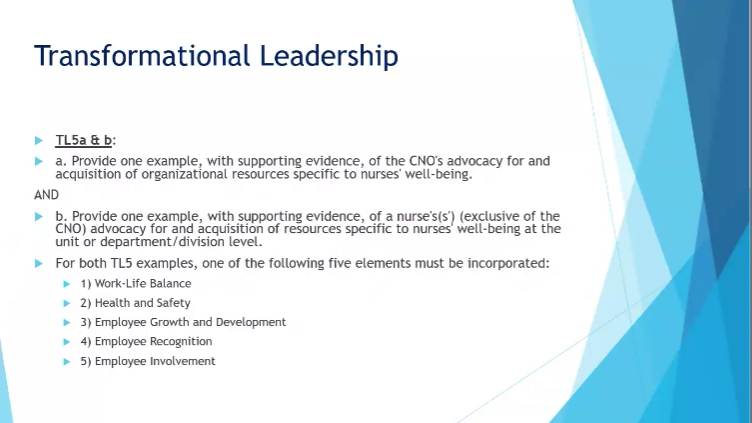 Transformational Leadership
TL5a & b:
a. Provide one example, with supporting evidence, of the CNO's advocacy for and
acquisition of organizational resources specific to nurses' well-being.
AND
b. Provide one example, with supporting evidence, of a nurse's(s') (exclusive of the
CNO) advocacy for and acquisition of resources specific to nurses' well-being at the
unit or department/division level.
For both TL5 examples, one of the following five elements must be incorporated:
1) Work-Life Balance
2) Health and Safety
3) Employee Growth and Development
4) Employee Recognition
5) Employee Involvement